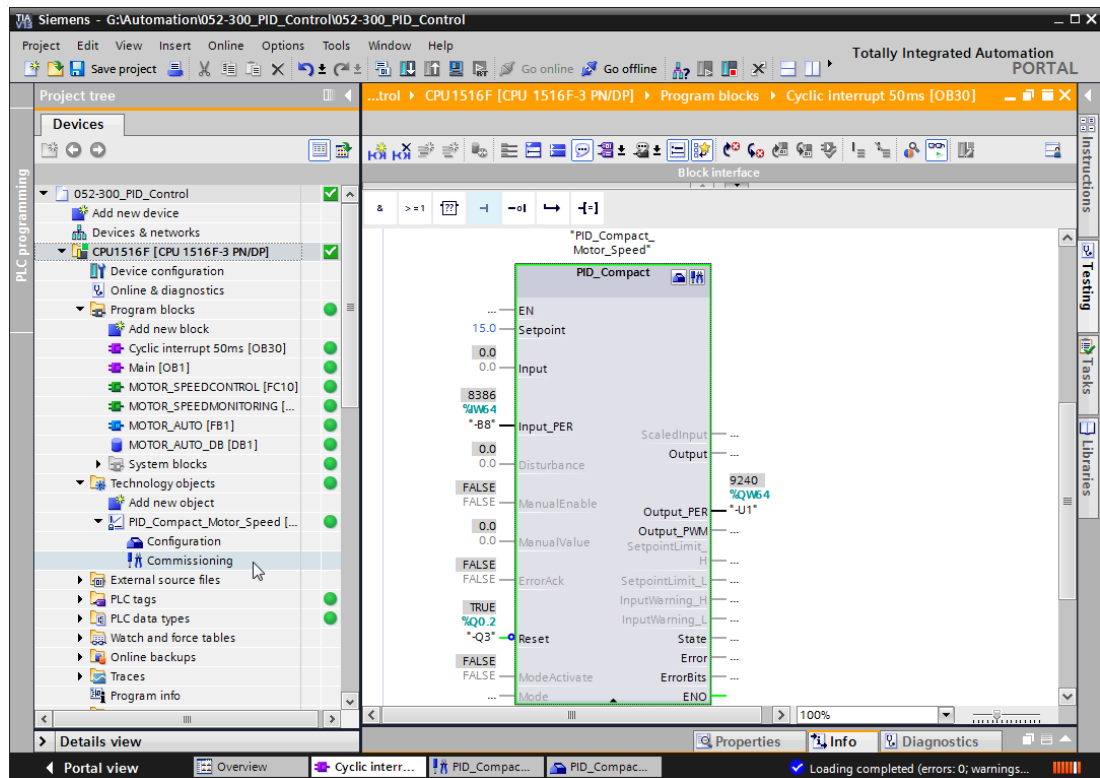 Siemens - G:\Automation\052-300_PID_Control\052-300_PID_Control
Project Edit View Insert Online Options Tools Window Help
Totally Integrated Automation
PORTAL
Save project Go online Go offline
Project tree
...trol CPU1516F [CPU 1516F-3 PN/DP] Program blocks Cyclic interrupt 50ms [OB30]
Devices
Block interface
PLC programming
052-300_PID_Control
Add new device
Devices & networks
CPU1516F [CPU 1516F-3 PN/DP]
Device configuration
Online & diagnostics
Program blocks
Add new block
Cyclic interrupt 50ms [OB30]
Main [OB1]
MOTOR_SPEEDCONTROL [FC10]
MOTOR_SPEEDMONITORING [...
MOTOR_AUTO [FB1]
MOTOR_AUTO_DB [DB1]
System blocks
Technology objects
Add new object
PID_Compact_Motor_Speed [...
Configuration
Commissioning
External source files
PLC tags
PLC data types
Watch and force tables
Online backups
Traces
Program info
Details view
& >=1 ?? -| -o| [=]
"PID_Compact_
Motor_Speed"
PID_Compact
... EN
15.0 Setpoint
0.0
0.0 Input
8386
%IW64
"-B8" Input_PER
0.0
0.0 Disturbance
FALSE
FALSE ManualEnable
0.0
0.0 ManualValue
FALSE
FALSE ErrorAck
TRUE
%Q0.2
"-Q3" Reset
FALSE
FALSE ModeActivate
... Mode
ScaledInput ...
Output ...
9240
%QW64
Output_PER "-U1"
Output_PWM ...
SetpointLimit_
H ...
SetpointLimit_L ...
InputWarning_H ...
InputWarning_L ...
State ...
Error ...
ErrorBits ...
ENO
100%
Properties Info Diagnostics
Instructions
Testing
Tasks
Libraries
Portal view Overview Cyclic interr... PID_Compac... PID_Compac... Loading completed (errors: 0; warnings...